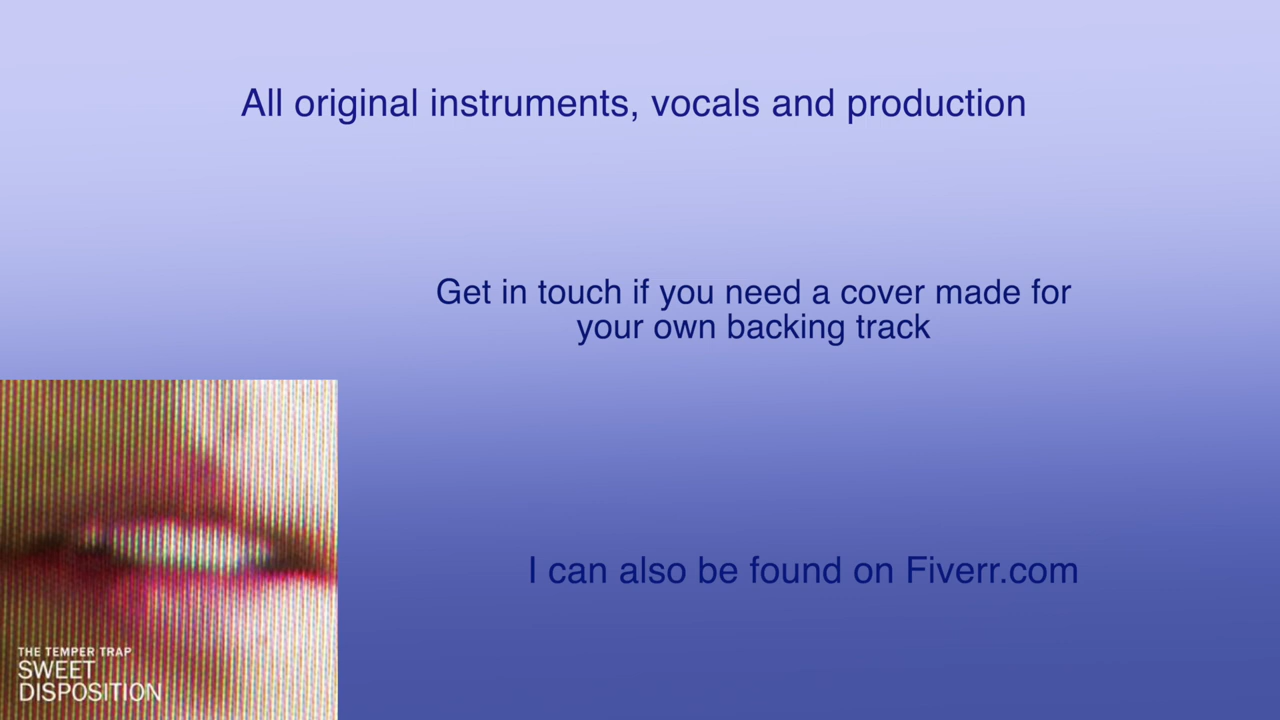 All original instruments, vocals and production
Get in touch if you need a cover made for
your own backing track
I can also be found on Fiverr.com
THE TEMPER TRAP
SWEET
DISPOSITION